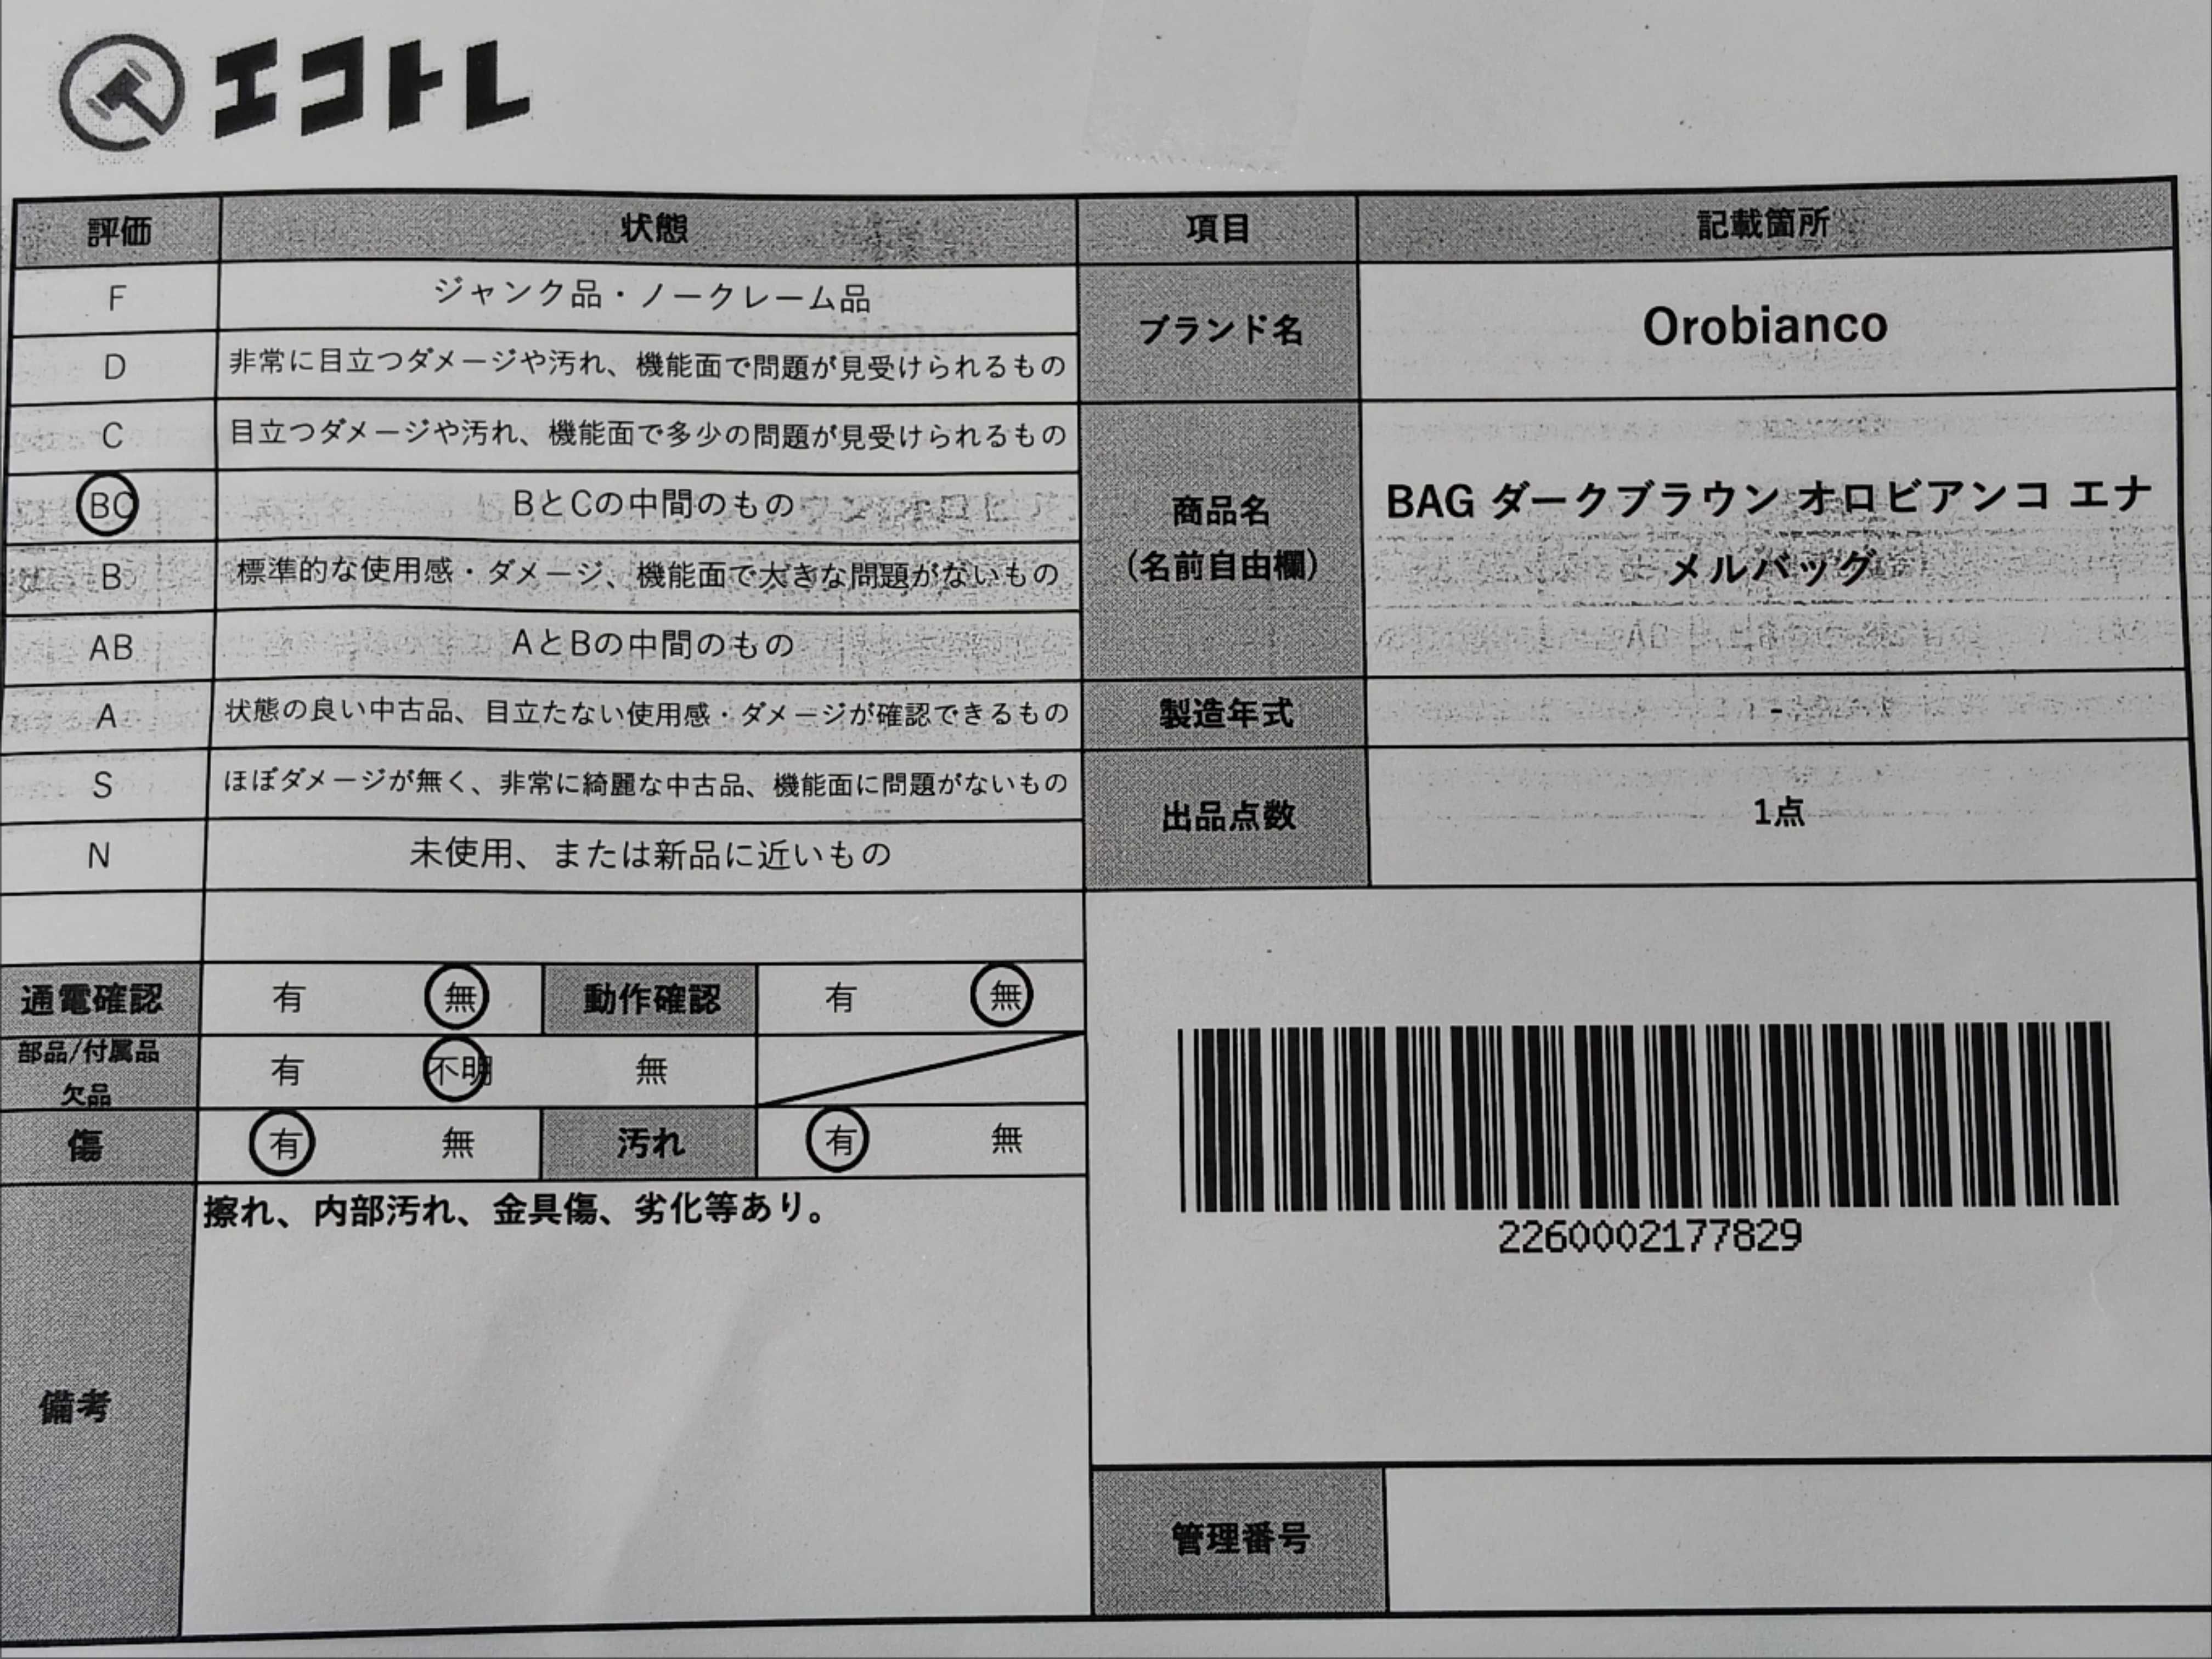 エコトレ
評価 状態 項目 記載箇所
F ジャンク品・ノークレーム品
D 非常に目立つダメージや汚れ、機能面で問題が見受けられるもの
C 目立つダメージや汚れ、機能面で多少の問題が見受けられるもの
BC BとCの中間のもの
B 標準的な使用感・ダメージ、機能面で大きな問題がないもの
AB AとBの中間のもの
A 状態の良い中古品、目立たない使用感・ダメージが確認できるもの
S ほぼダメージが無く、非常に綺麗な中古品、機能面に問題がないもの
N 未使用、または新品に近いもの
ブランド名 Orobianco
商品名
(名前自由欄)
BAG ダークブラウン オロビアンコ エナ
メルバッグ
製造年式 -
出品点数 1点
通電確認 有 無 動作確認 有 無
部品/付属品
欠品
有 不明 無
傷 有 無 汚れ 有 無
備考
擦れ、内部汚れ、金具傷、劣化等あり。
2260002177829
管理番号